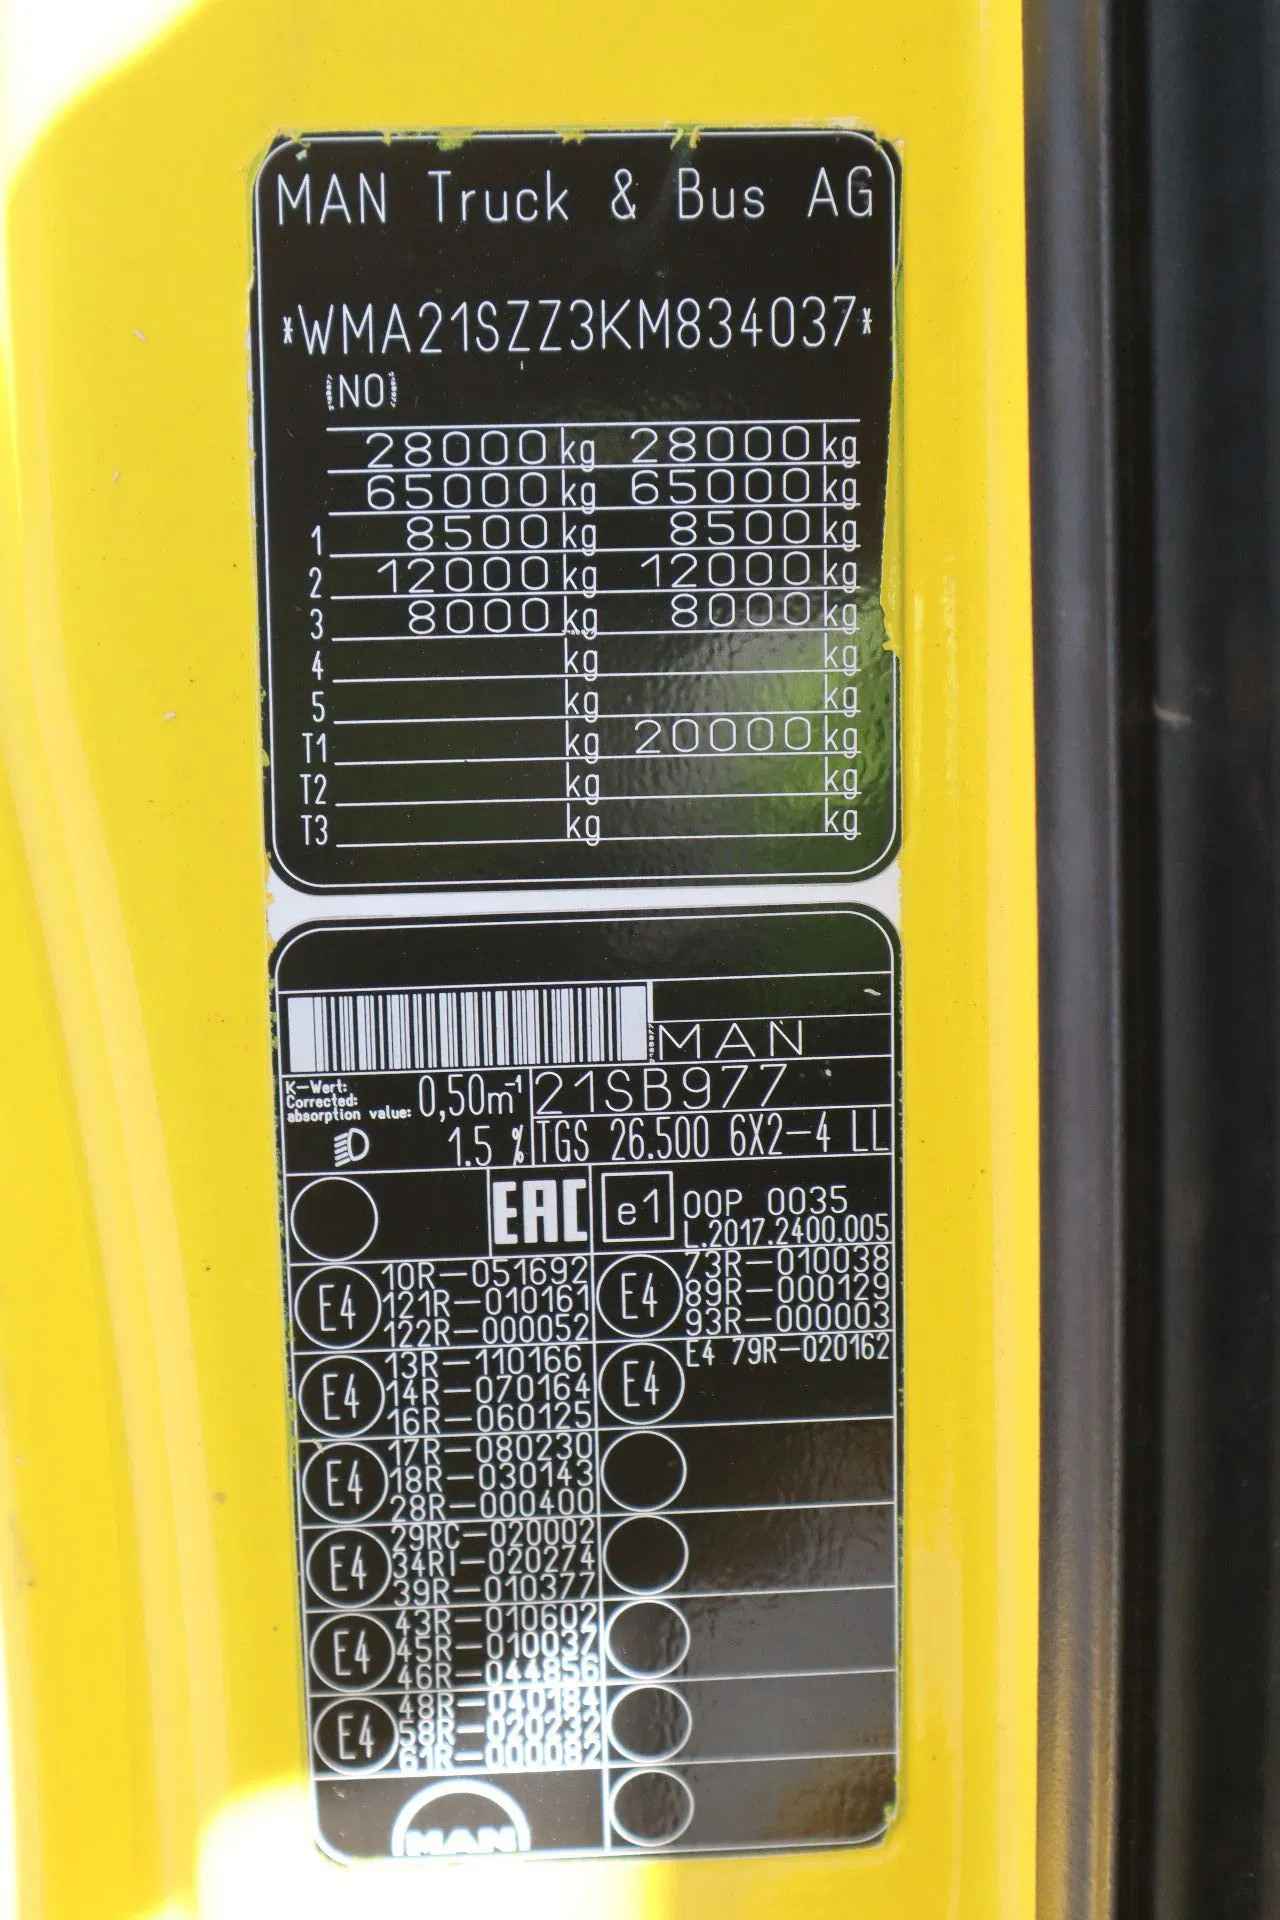 MAN Truck & Bus AG
*WMA21SZZ3KM834037*
(NO)
28000 kg 28000 kg
65000 kg 65000 kg
1 8500 kg 8500 kg
2 12000 kg 12000 kg
3 8000 kg 8000 kg
4 kg kg
5 kg kg
T1 kg 20000 kg
T2 kg kg
T3 kg kg
MAN
K-Wert:
Corrected:
absorption value: 0,50m⁻¹
21SB977
1.5 %
TGS 26.500 6X2-4 LL
EAC
e1
00P 0035
L.2017.2400.005
E4
10R-051692
121R-010161
122R-000052
E4
73R-010038
89R-000129
93R-000003
E4
13R-110166
14R-070164
16R-060125
E4
E4 79R-020162
E4
17R-080230
18R-030143
28R-000400
E4
29RC-020002
34RI-020274
39R-010377
E4
43R-010602
45R-010037
46R-044856
E4
48R-040184
58R-020232
61R-000082
MAN